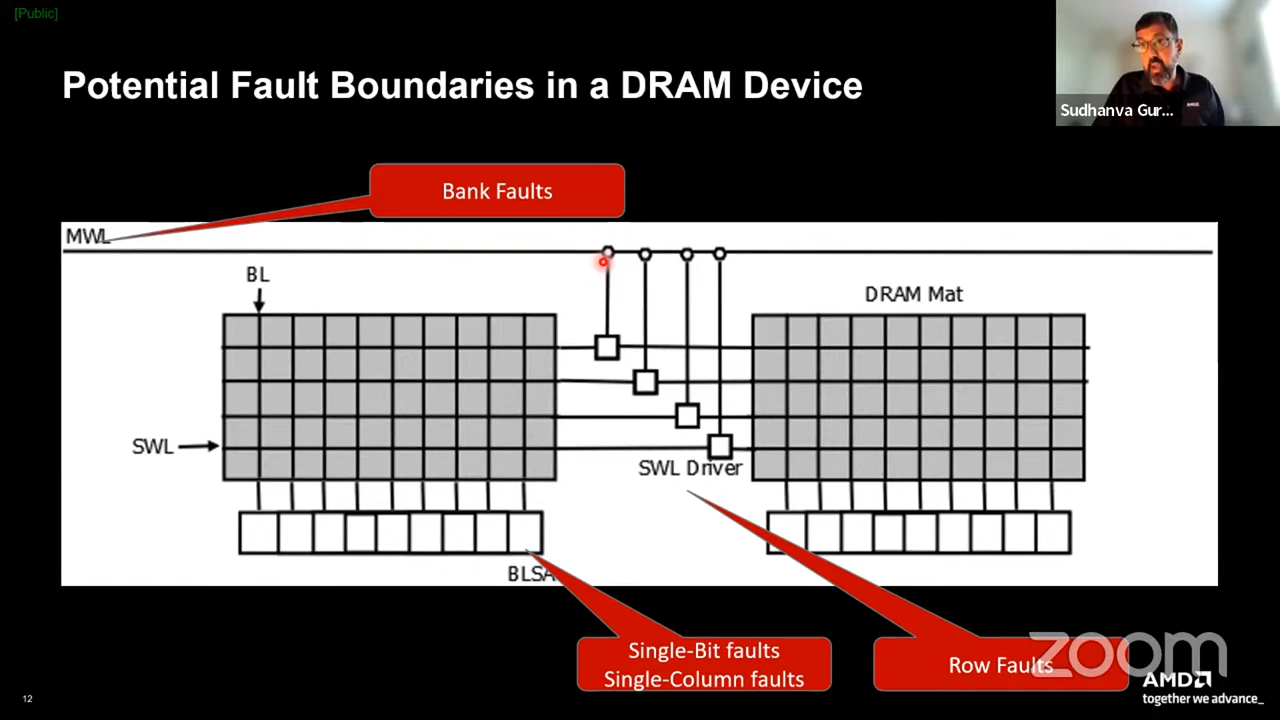 [Public]
Potential Fault Boundaries in a DRAM Device
Sudhanva Gur...
Bank Faults
MWL
BL
DRAM Mat
SWL
SWL Driver
BLSA
Single-Bit faults
Single-Column faults
Row Faults
zoom
AMD
together we advance_
12
AMD